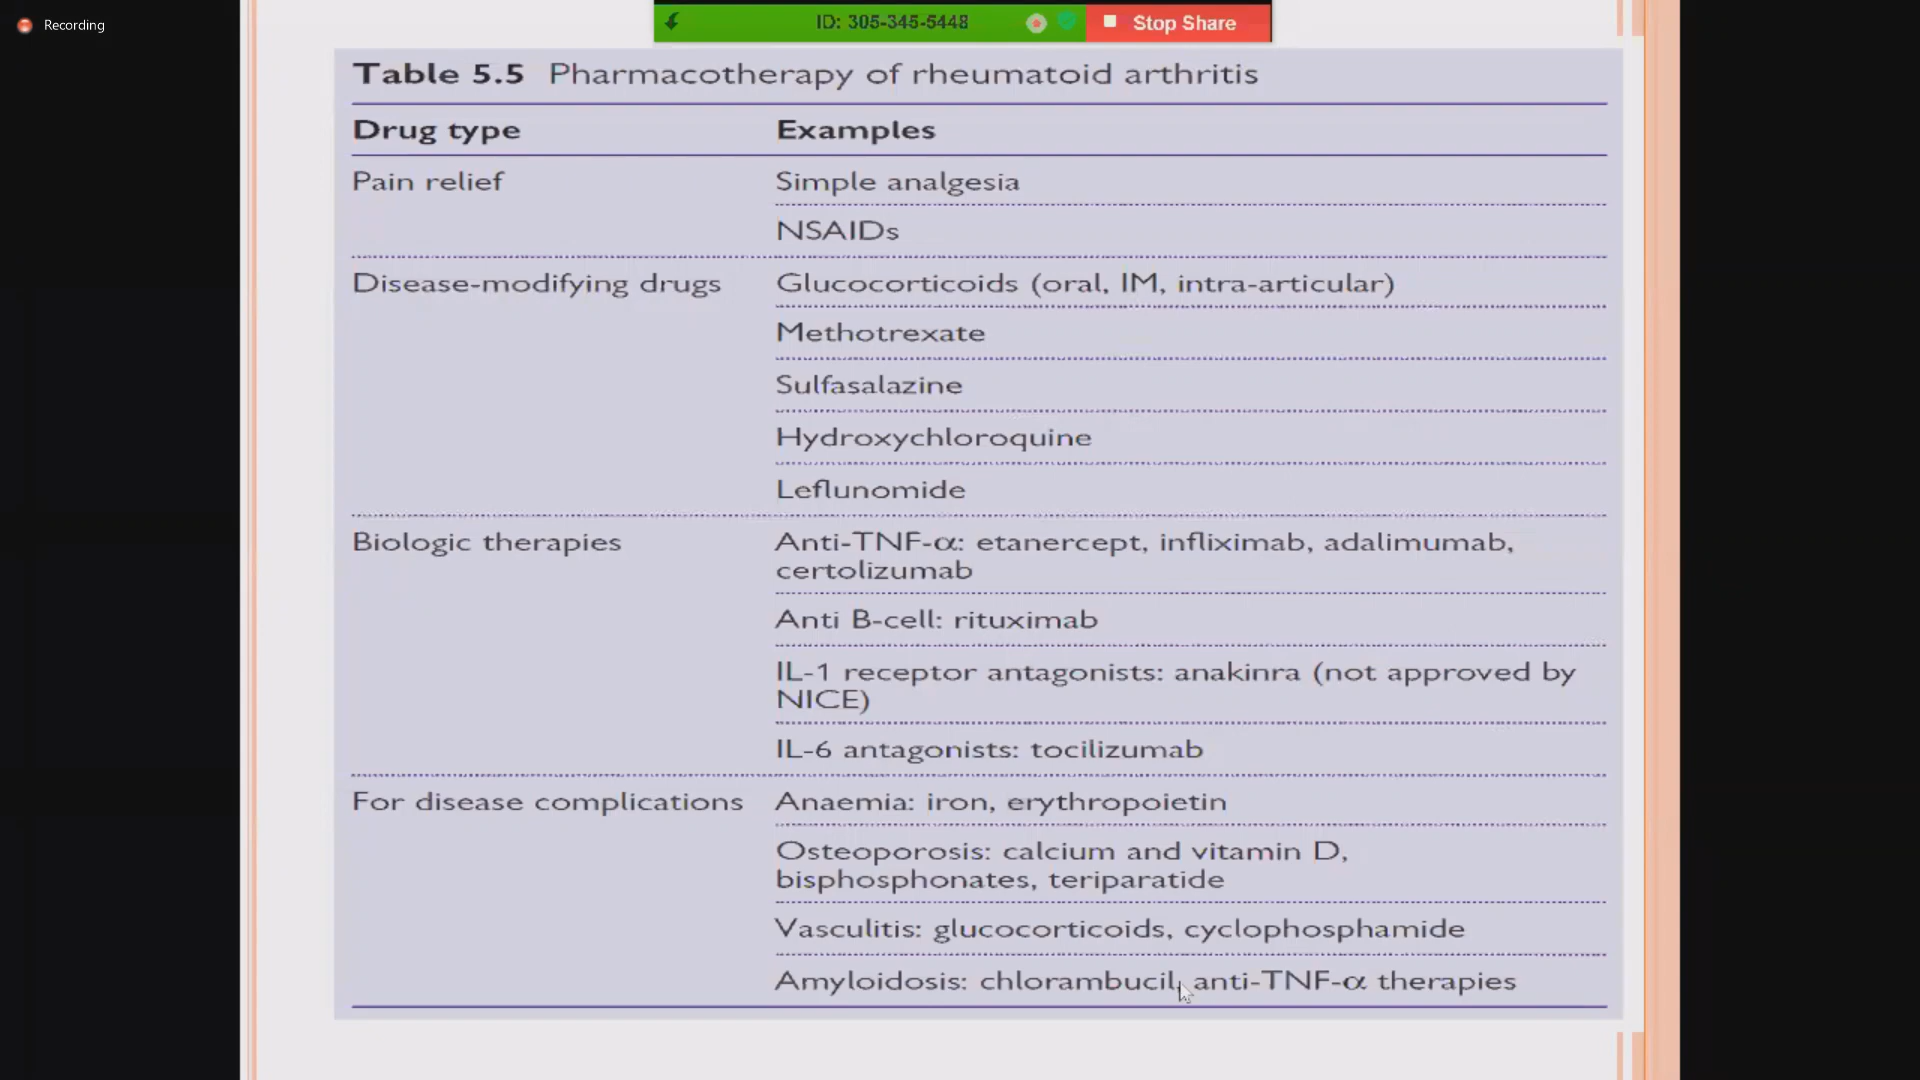 Recording
ID: 305-345-5448
Stop Share
Table 5.5 Pharmacotherapy of rheumatoid arthritis
Drug type Examples
Pain relief Simple analgesia
NSAIDs
Disease-modifying drugs Glucocorticoids (oral, IM, intra-articular)
Methotrexate
Sulfasalazine
Hydroxychloroquine
Leflunomide
Biologic therapies Anti-TNF-α: etanercept, infliximab, adalimumab,
certolizumab
Anti B-cell: rituximab
IL-1 receptor antagonists: anakinra (not approved by
NICE)
IL-6 antagonists: tocilizumab
For disease complications Anaemia: iron, erythropoietin
Osteoporosis: calcium and vitamin D,
bisphosphonates, teriparatide
Vasculitis: glucocorticoids, cyclophosphamide
Amyloidosis: chlorambucil, anti-TNF-α therapies